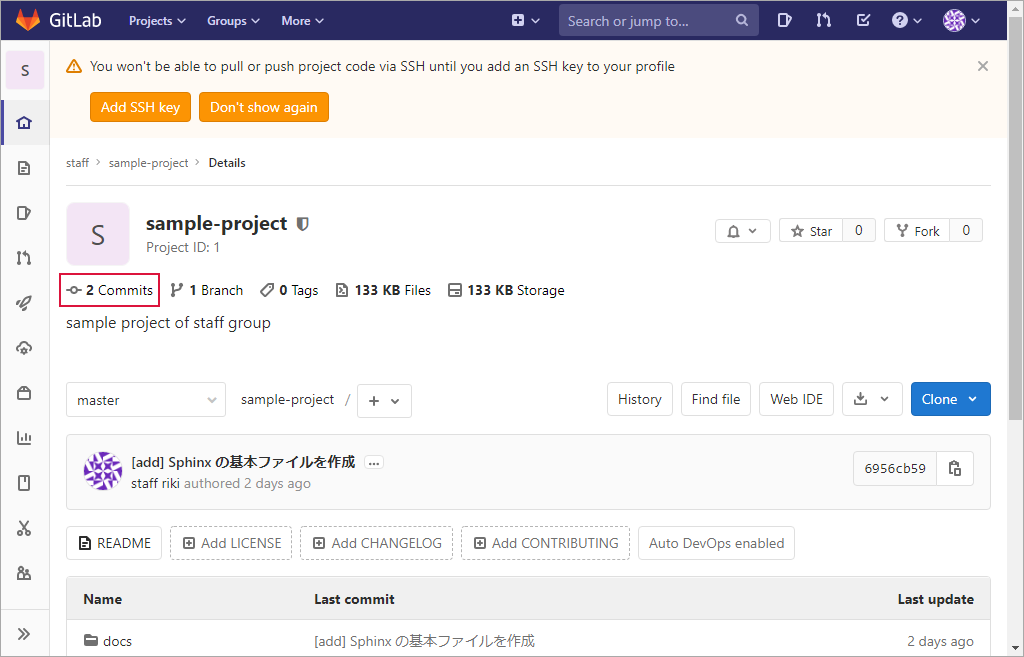 GitLab Projects Groups More Search or jump to...
S You won't be able to pull or push project code via SSH until you add an SSH key to your profile
Add SSH key Don't show again
staff > sample-project > Details
S sample-project
Project ID: 1
Star 0 Fork 0
2 Commits 1 Branch 0 Tags 133 KB Files 133 KB Storage
sample project of staff group
master sample-project / + History Find file Web IDE Clone
[add] Sphinx の基本ファイルを作成 ...
staff riki authored 2 days ago
6956cb59
README Add LICENSE Add CHANGELOG Add CONTRIBUTING Auto DevOps enabled
Name Last commit Last update
docs [add] Sphinx の基本ファイルを作成 2 days ago